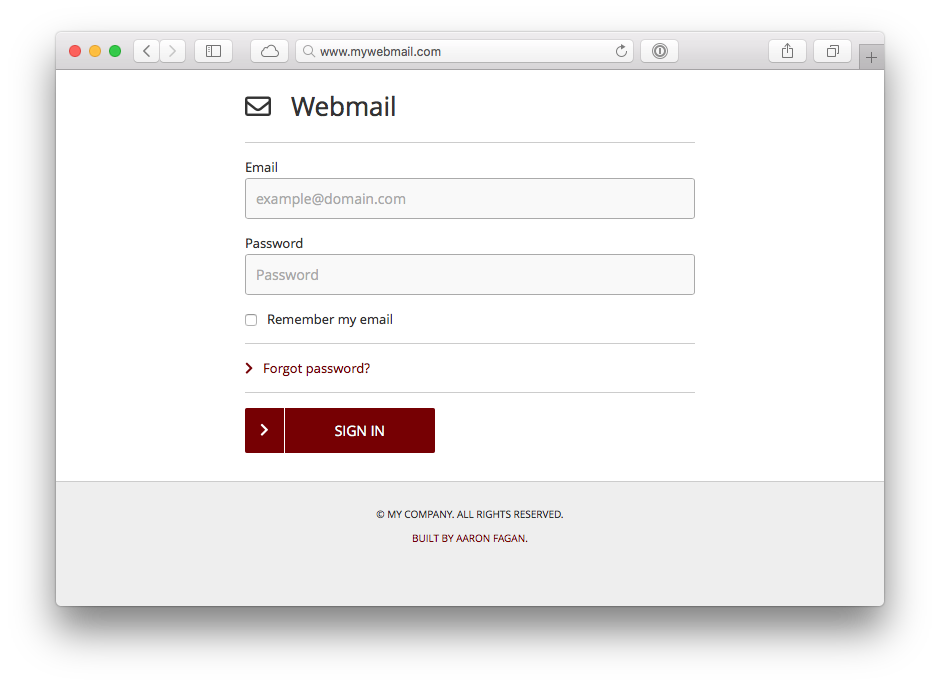 www.mywebmail.com
Webmail
Email
example@domain.com
Password
Password
Remember my email
Forgot password?
SIGN IN
© MY COMPANY. ALL RIGHTS RESERVED.
BUILT BY AARON FAGAN.